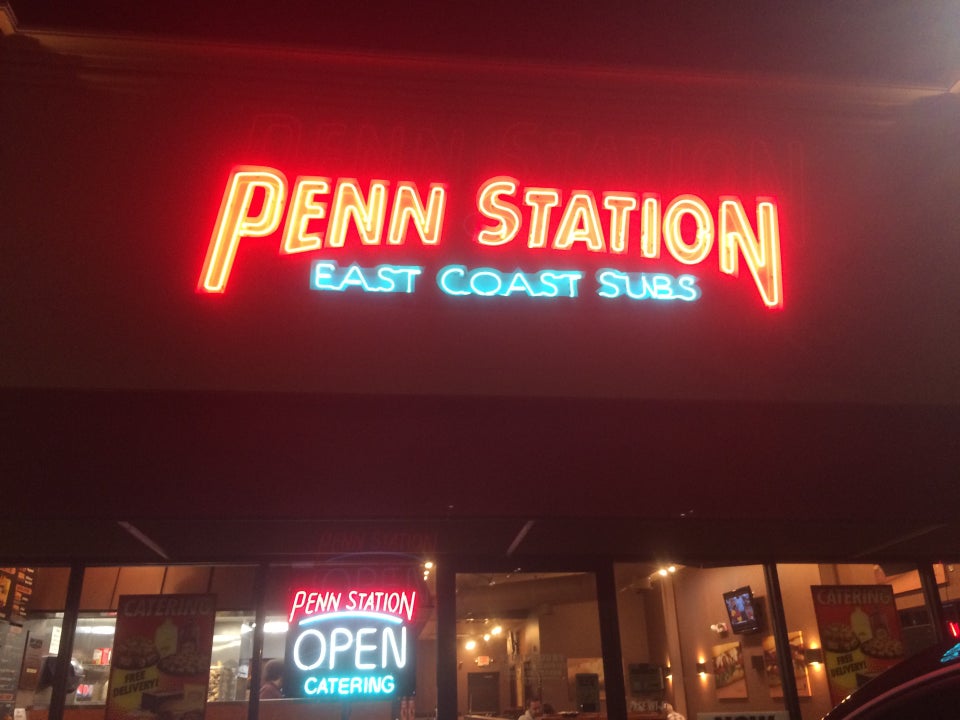 PENN STATION
EAST COAST SUBS
PENN STATION
OPEN
CATERING
CATERING
FREE
DELIVERY!
CATERING
FREE
DELIVERY!